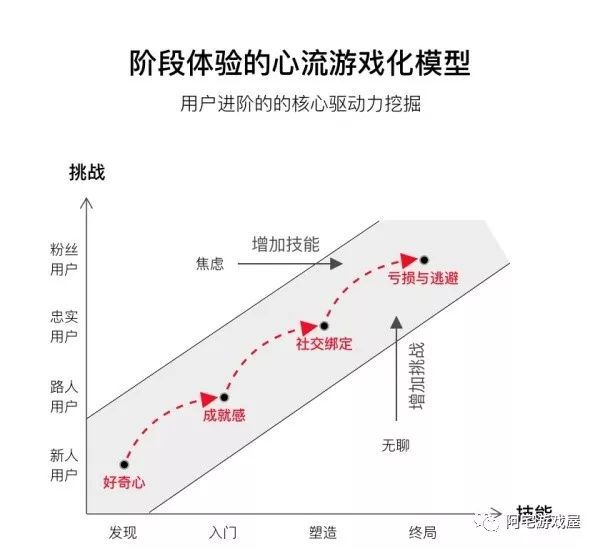 阶段体验的心流游戏化模型
用户进阶的的核心驱动力挖掘
挑战
粉丝
用户
增加技能
焦虑
亏损与逃避
忠实
用户
社交绑定
增加挑战
路人
用户
成就感
无聊
新人
用户
好奇心
发现
入门
塑造
终局
技能
阿宅游戏屋